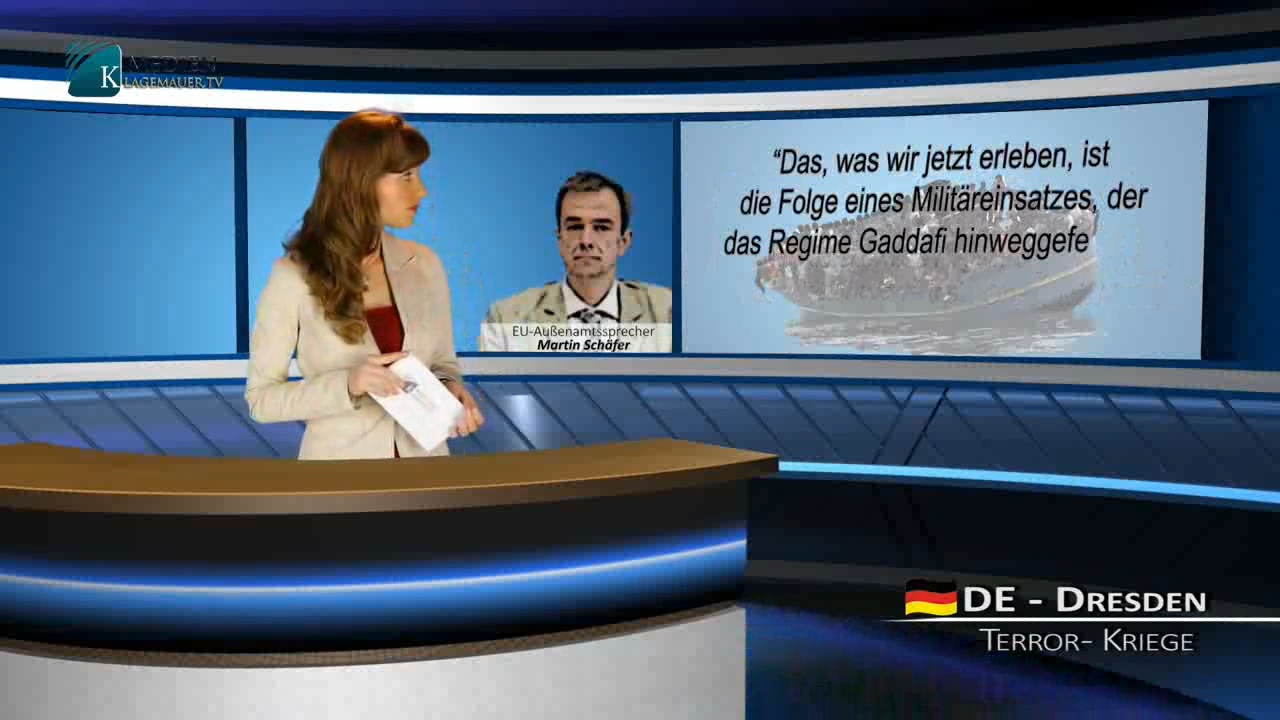 MEDIEN
KLAGEMAUER.TV
“Das, was wir jetzt erleben, ist
die Folge eines Militäreinsatzes, der
das Regime Gaddafi hinweggefe
EU-Außenamtssprecher
Martin Schäfer
DE - DRESDEN
TERROR- KRIEGE